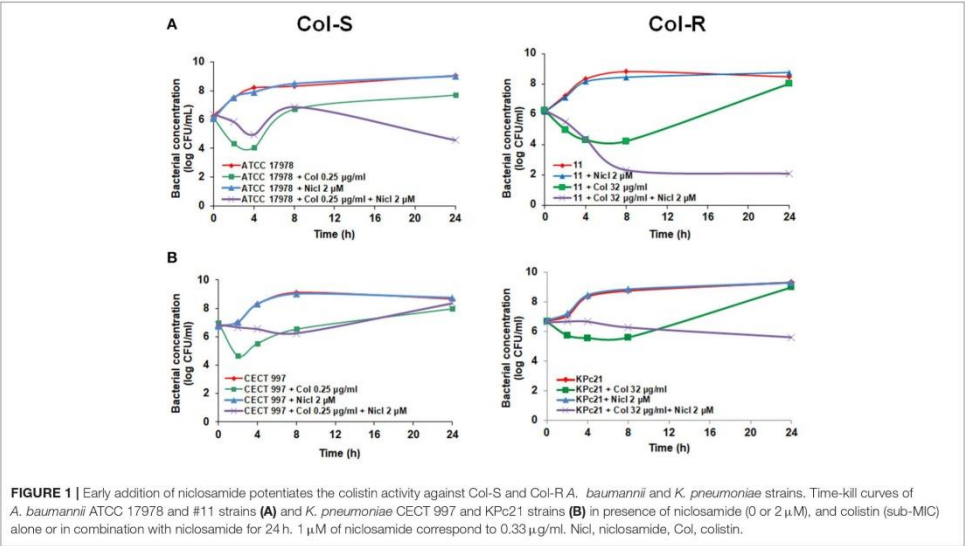 Col-S
Col-R
A
Bacterial concentration
(log CFU/mL)
10
8
6
4
2
0
ATCC 17978
ATCC 17978 + Col 0.25 µg/ml
ATCC 17978 + Nicl 2 µM
ATCC 17978 + Col 0.25 µg/ml + Nicl 2 µM
0 4 8 12 16 20 24
Time (h)
Bacterial concentration
(log CFU/mL)
10
8
6
4
2
0
11
11 + Nicl 2 µM
11 + Col 32 µg/ml
11 + Col 32 µg/ml + Nicl 2 µM
0 4 8 12 16 20 24
Time (h)
B
Bacterial concentration
(log CFU/ml)
10
8
6
4
2
0
CECT 997
CECT 997 + Col 0.25 µg/ml
CECT 997 + Nicl 2 µM
CECT 997 + Col 0.25 µg/ml + Nicl 2 µM
0 4 8 12 16 20 24
Time (h)
Bacterial concentration
(log CFU/ml)
10
8
6
4
2
0
KPc21
KPc21 + Col 32 µg/ml
KPc21+ Nicl 2 µM
KPc21 + Col 32 µg/ml+ Nicl 2 µM
0 4 8 12 16 20 24
Time (h)
FIGURE 1 | Early addition of niclosamide potentiates the colistin activity against Col-S and Col-R A. baumannii and K. pneumoniae strains. Time-kill curves of
A. baumannii ATCC 17978 and #11 strains (A) and K. pneumoniae CECT 997 and KPc21 strains (B) in presence of niclosamide (0 or 2 µM), and colistin (sub-MIC)
alone or in combination with niclosamide for 24 h. 1 µM of niclosamide correspond to 0.33 µg/ml. Nicl, niclosamide, Col, colistin.